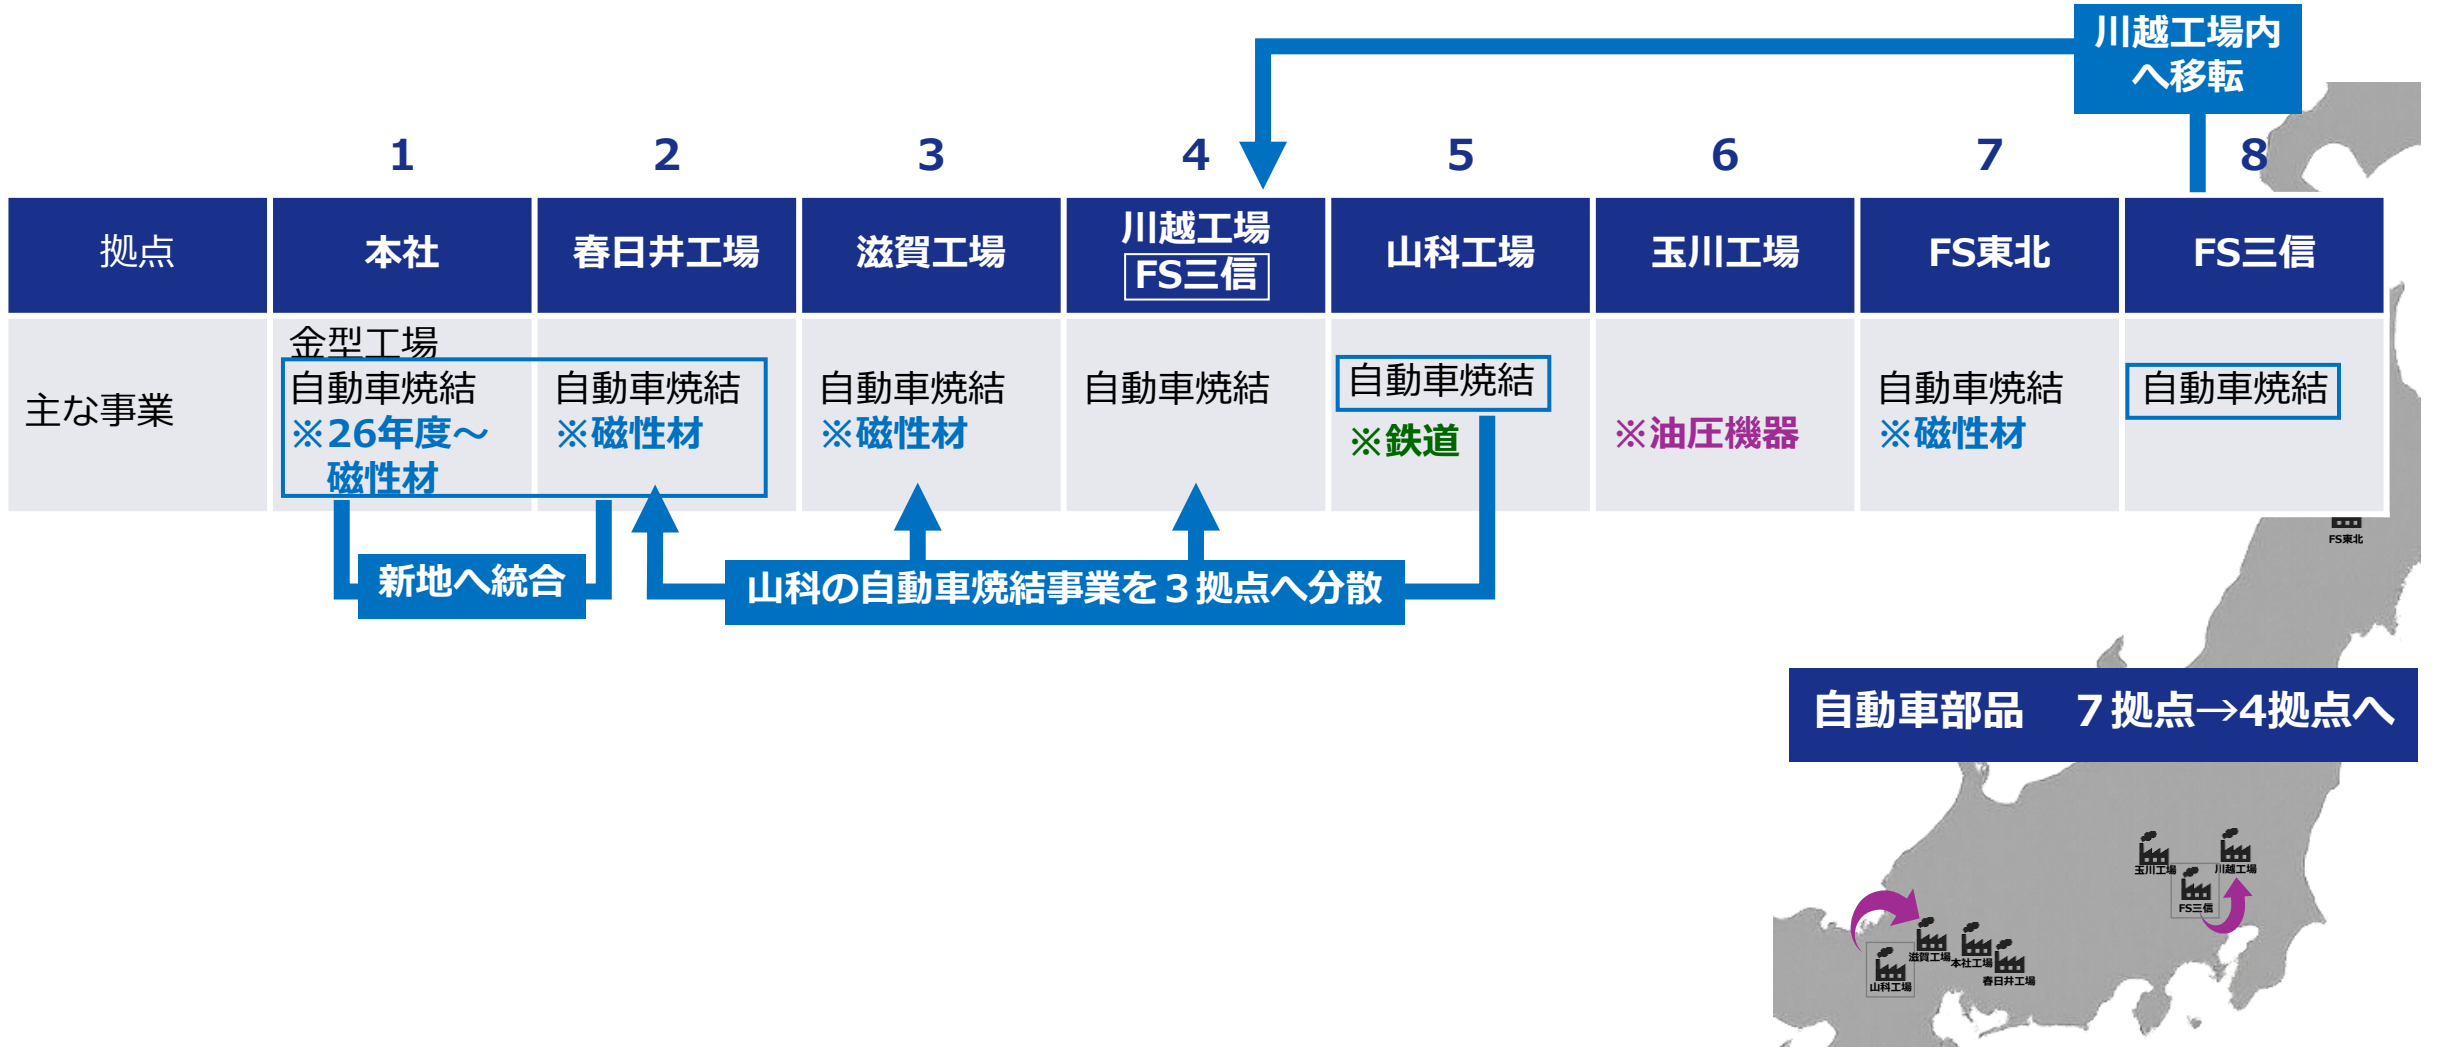 川越工場内
へ移転
1 2 3 4 5 6 7 8
拠点 本社 春日井工場 滋賀工場 川越工場 山科工場 玉川工場 FS東北 FS三信
FS三信
主な事業
金型工場
自動車焼結
※26年度～
磁性材
自動車焼結
※磁性材
自動車焼結
※磁性材
自動車焼結
自動車焼結
※鉄道
※油圧機器
自動車焼結
※磁性材
自動車焼結
新地へ統合
山科の自動車焼結事業を３拠点へ分散
FS東北
自動車部品　７拠点→4拠点へ
玉川工場
川越工場
FS三信
滋賀工場
本社工場
春日井工場
山科工場